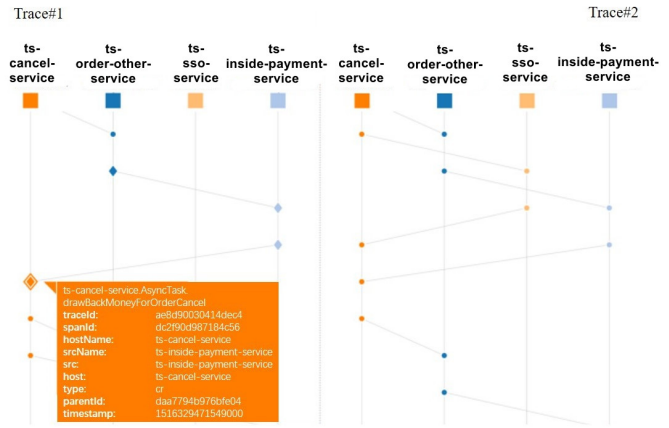 Trace#1
Trace#2
ts-
cancel-
service
ts-
order-other-
service
ts-
sso-
service
ts-
inside-payment-
service
ts-
cancel-
service
ts-
order-other-
service
ts-
sso-
service
ts-
inside-payment-
service
ts-cancel-service.AsyncTask.
drawBackMoneyForOrderCancel
traceId: ae8d90030414dec4
spanId: dc2f90d987184c56
hostName: ts-cancel-service
srcName: ts-inside-payment-service
src: ts-inside-payment-service
host: ts-cancel-service
type: cr
parentId: daa7794b976bfe04
timestamp: 1516329471549000